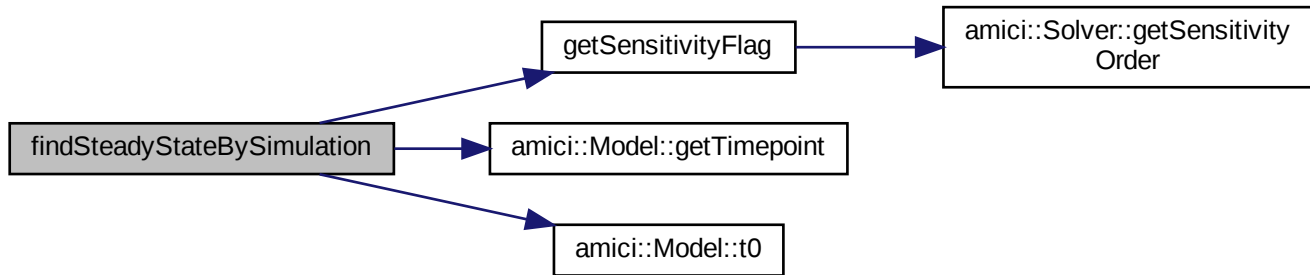 findSteadyStateBySimulation
getSensitivityFlag
amici::Solver::getSensitivity
Order
amici::Model::getTimepoint
amici::Model::t0